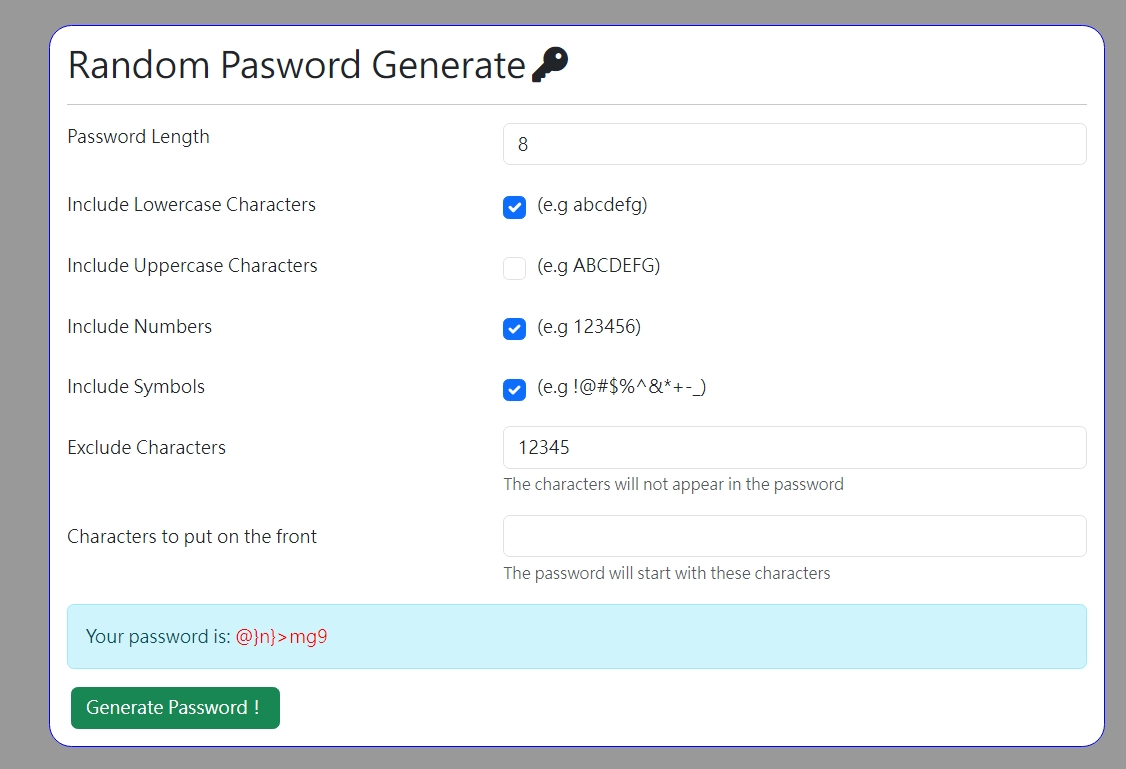 Random Pasword Generate
Password Length
8
Include Lowercase Characters
(e.g abcdefg)
Include Uppercase Characters
(e.g ABCDEFG)
Include Numbers
(e.g 123456)
Include Symbols
(e.g !@#$%^&*+-_)
Exclude Characters
12345
The characters will not appear in the password
Characters to put on the front
The password will start with these characters
Your password is: @}n}>mg9
Generate Password !